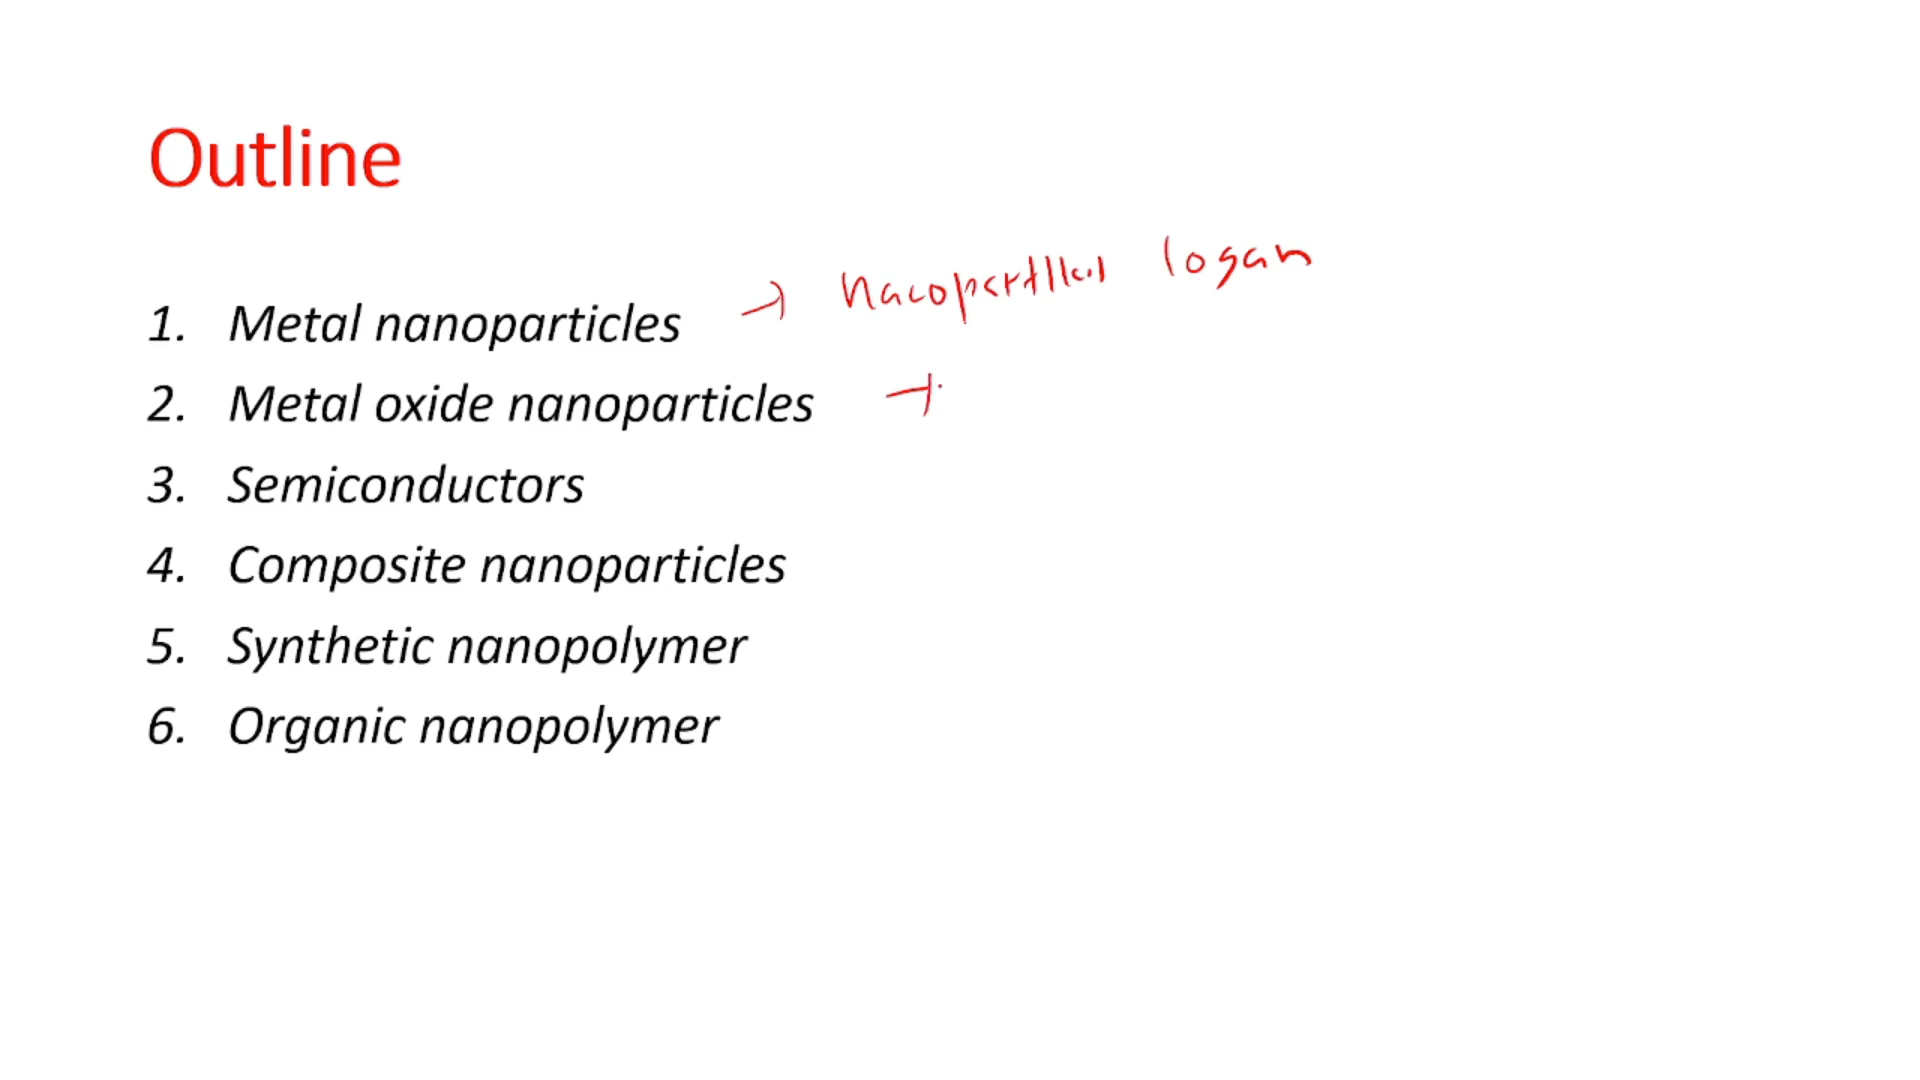 Outline
1. Metal nanoparticles → logam
2. Metal oxide nanoparticles →
3. Semiconductors
4. Composite nanoparticles
5. Synthetic nanopolymer
6. Organic nanopolymer